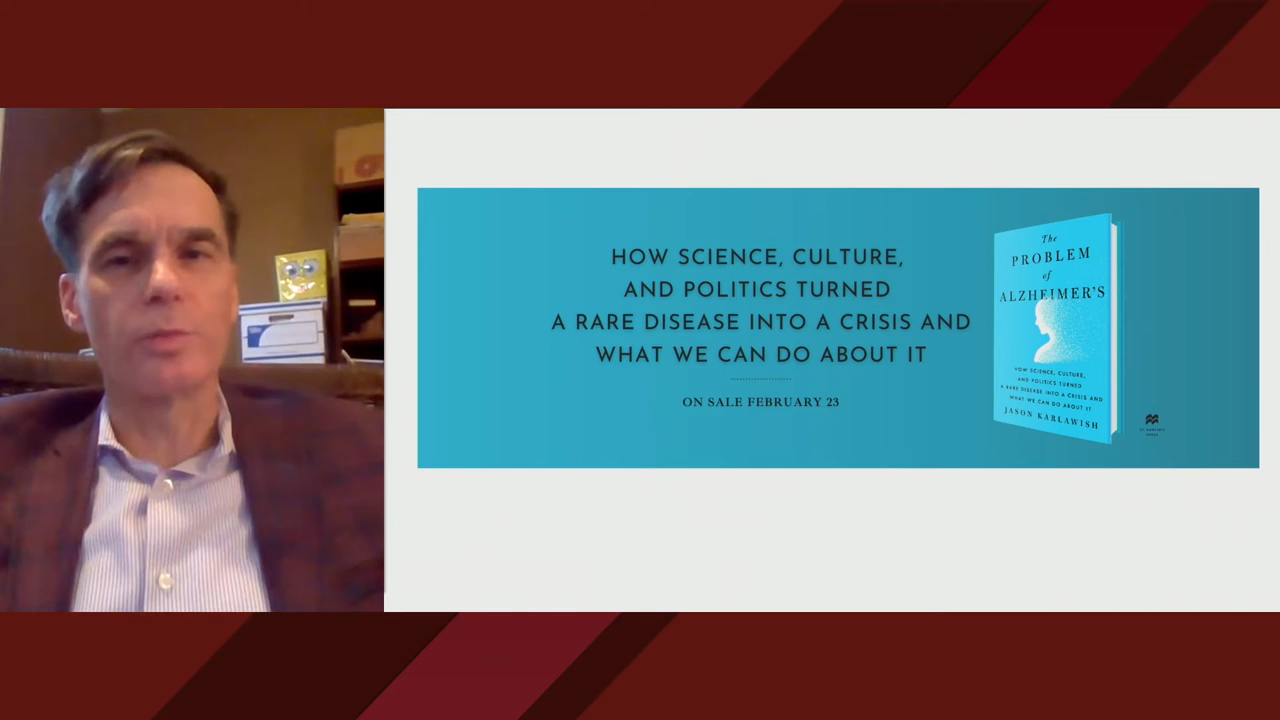 HOW SCIENCE, CULTURE,
AND POLITICS TURNED
A RARE DISEASE INTO A CRISIS AND
WHAT WE CAN DO ABOUT IT
ON SALE FEBRUARY 23
The
PROBLEM
of
ALZHEIMER'S
HOW SCIENCE, CULTURE,
AND POLITICS TURNED
A RARE DISEASE INTO A CRISIS AND
WHAT WE CAN DO ABOUT IT
JASON KARLAWISH